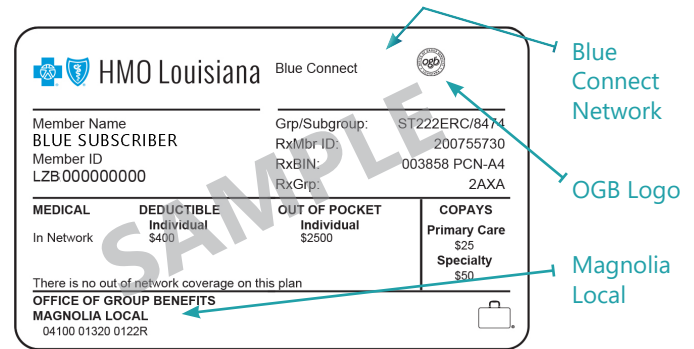 HMO Louisiana Blue Connect ogb
Member Name
BLUE SUBSCRIBER
Member ID
LZB000000000
Grp/Subgroup: ST222ERC/8474
RxMbr ID: 200755730
RxBIN: 003858 PCN-A4
RxGrp: 2AXA
SAMPLE
MEDICAL DEDUCTIBLE OUT OF POCKET COPAYS
Individual Individual
In Network $400 $2500
Primary Care
$25
Specialty
$50
There is no out of network coverage on this plan
OFFICE OF GROUP BENEFITS
MAGNOLIA LOCAL
04100 01320 0122R
Blue
Connect
Network
OGB Logo
Magnolia
Local